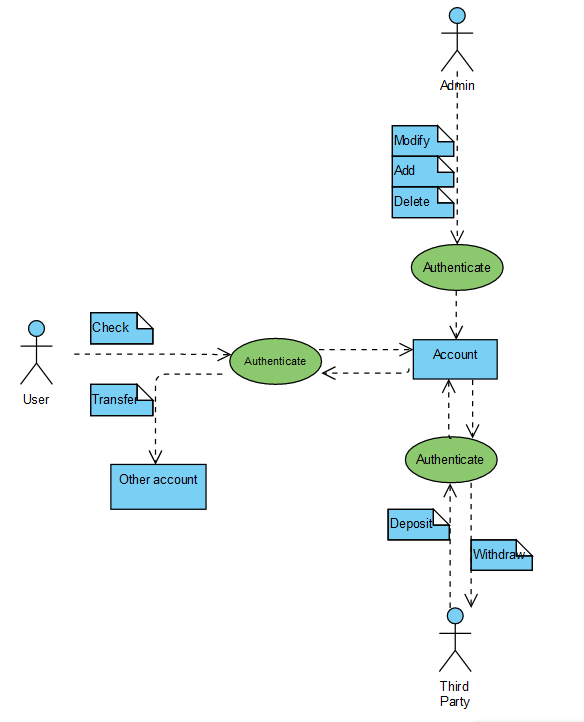 Admin
Modify
Add
Delete
Authenticate
Check
Authenticate
Account
User
Transfer
Other account
Authenticate
Deposit
Withdraw
Third
Party